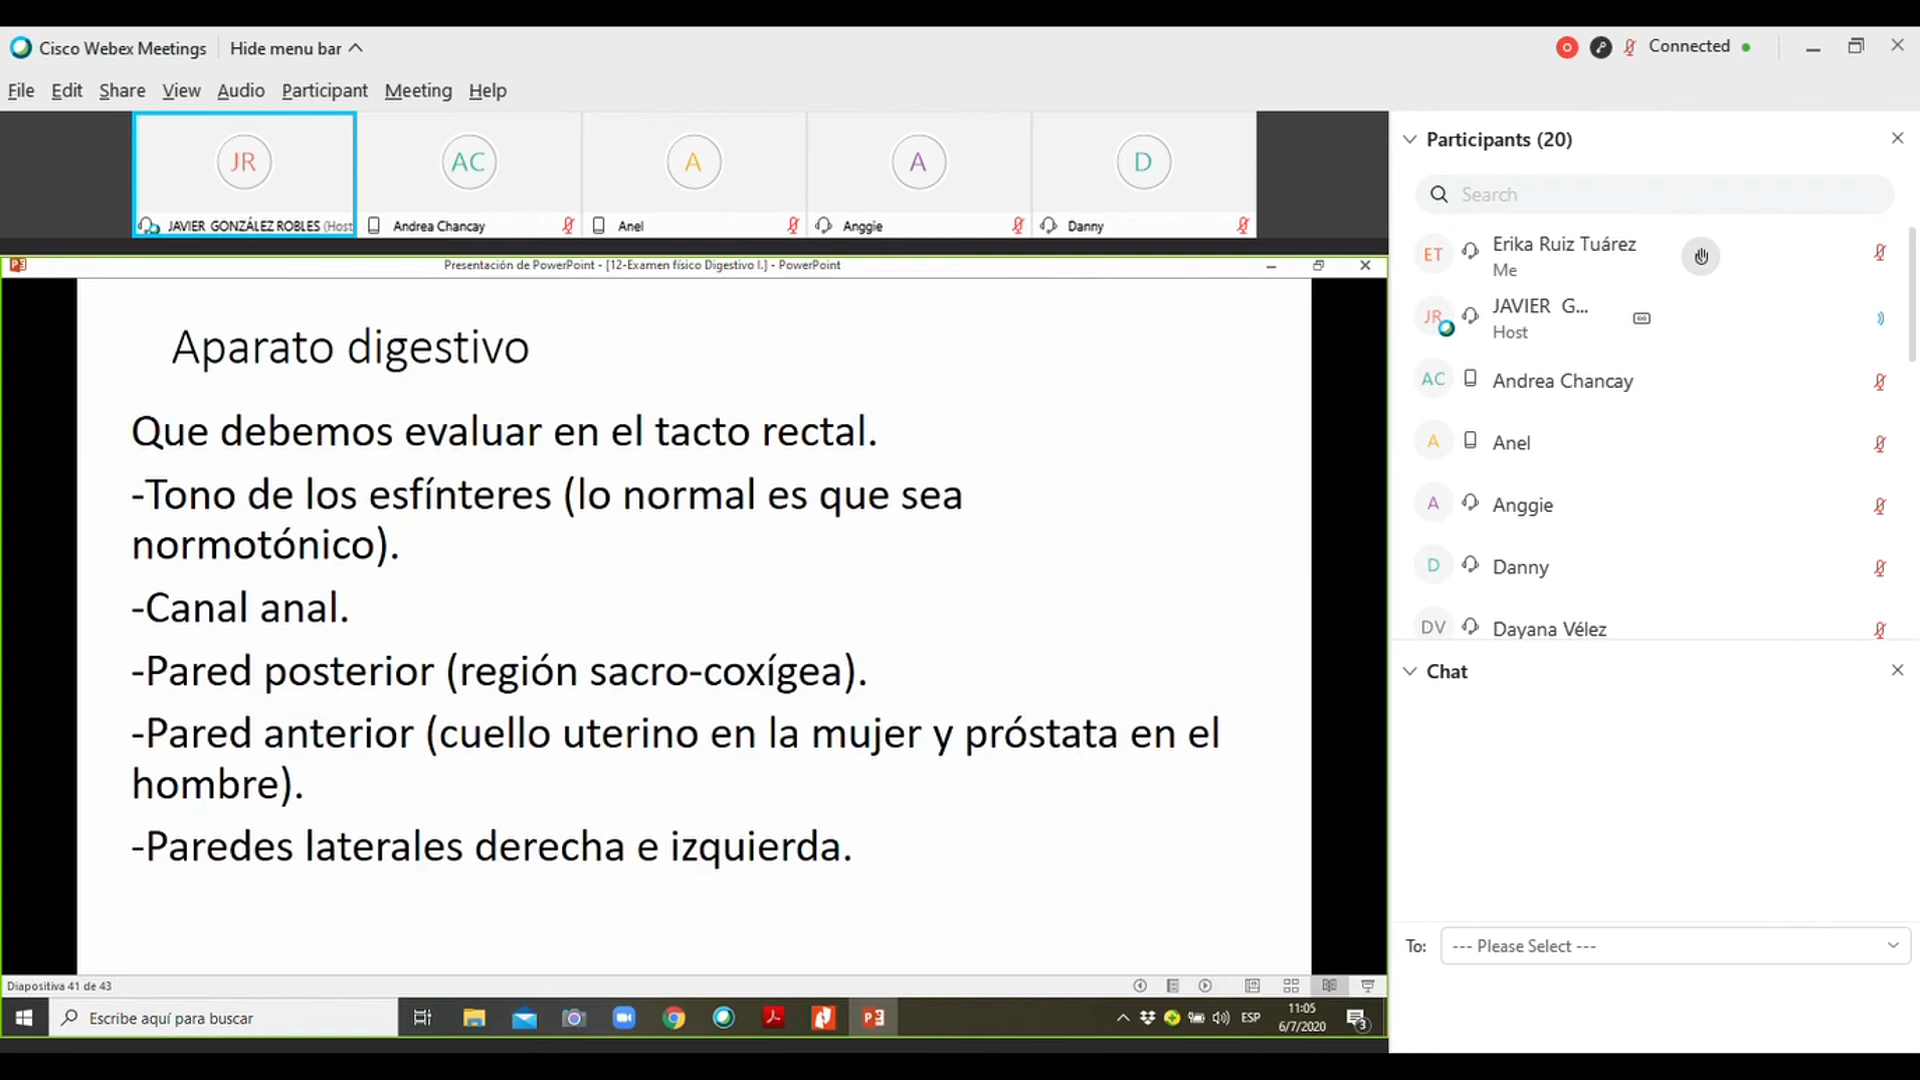 Cisco Webex Meetings
Hide menu bar
Connected
File Edit Share View Audio Participant Meeting Help
JR
AC
A
A
D
JAVIER GONZÁLEZ ROBLES (Host
Andrea Chancay
Anel
Anggie
Danny
Presentación de PowerPoint - [12-Examen físico Digestivo I.] - PowerPoint
Aparato digestivo
Que debemos evaluar en el tacto rectal.
-Tono de los esfínteres (lo normal es que sea
normotónico).
-Canal anal.
-Pared posterior (región sacro-coxígea).
-Pared anterior (cuello uterino en la mujer y próstata en el
hombre).
-Paredes laterales derecha e izquierda.
Diapositiva 41 de 43
Escribe aquí para buscar
ESP
11:05
6/7/2020
3
Participants (20)
Search
ET
Erika Ruiz Tuárez
Me
JR
JAVIER G...
Host
AC
Andrea Chancay
A
Anel
A
Anggie
D
Danny
DV
Dayana Vélez
Chat
To:
--- Please Select ---